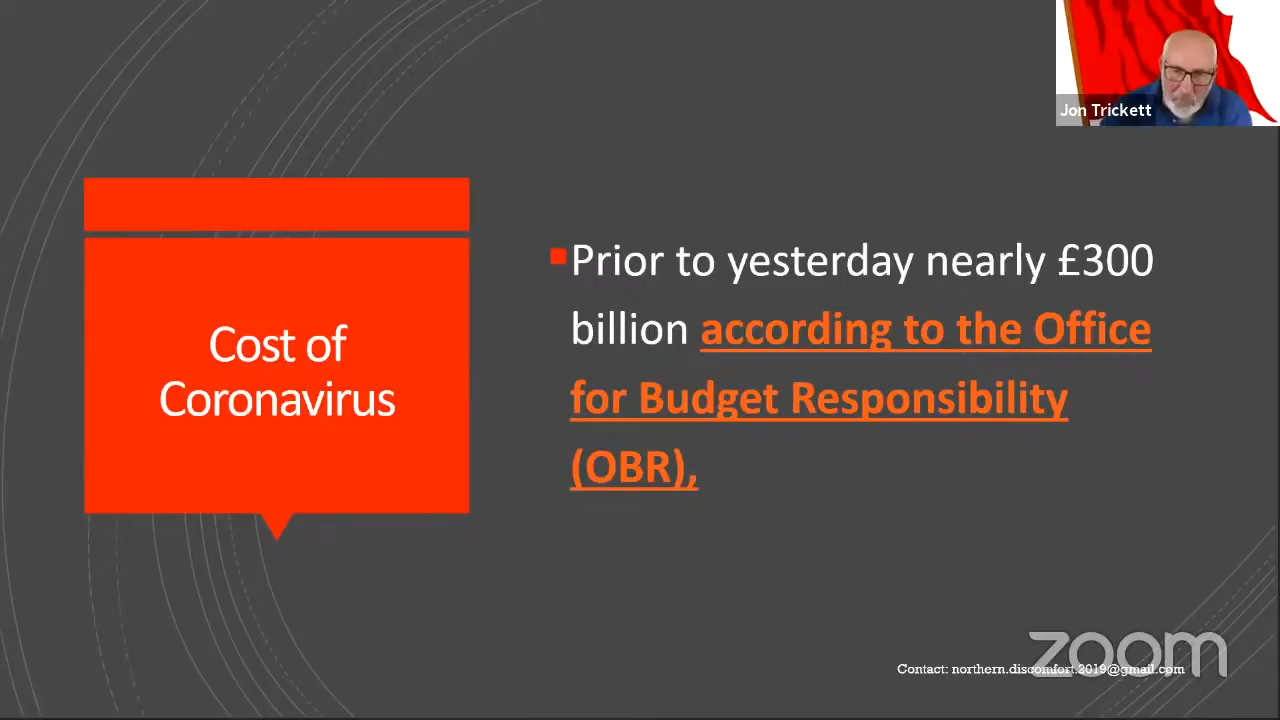 Jon Trickett
Cost of
Coronavirus
Prior to yesterday nearly £300
billion according to the Office
for Budget Responsibility
(OBR),
zoom
Contact: northern.discomfort.2019@gmail.com